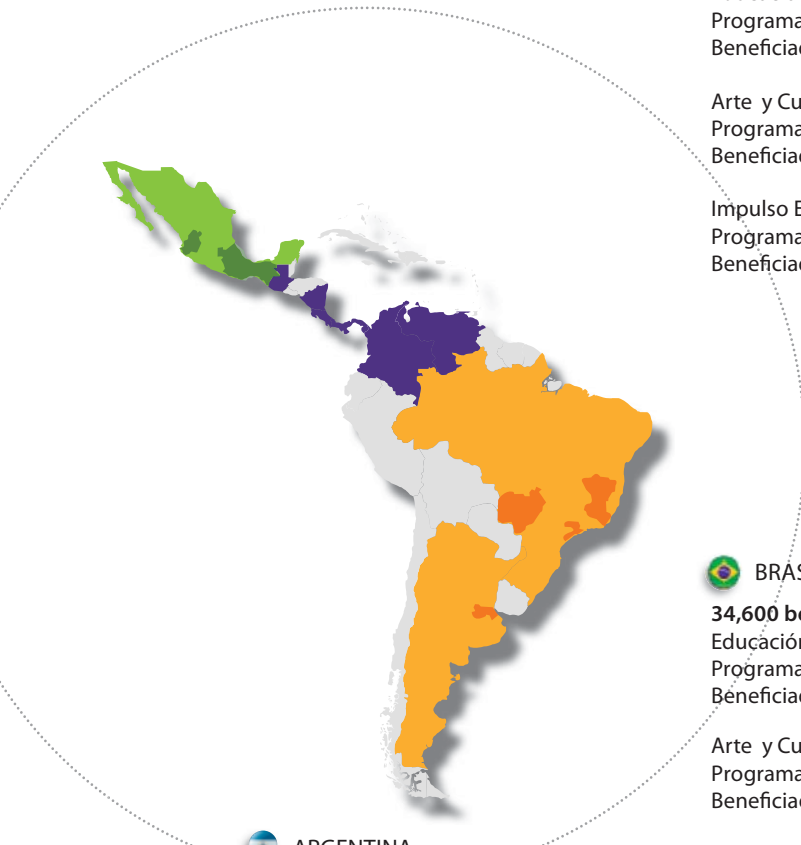 Programa
Beneficiad
Arte y Cu
Programa
Beneficiad
Impulso E
Programa
Beneficiad
BRAS
34,600 be
Educación
Programa
Beneficiad
Arte y Cu
Programa
Beneficiad
ARGENTINA